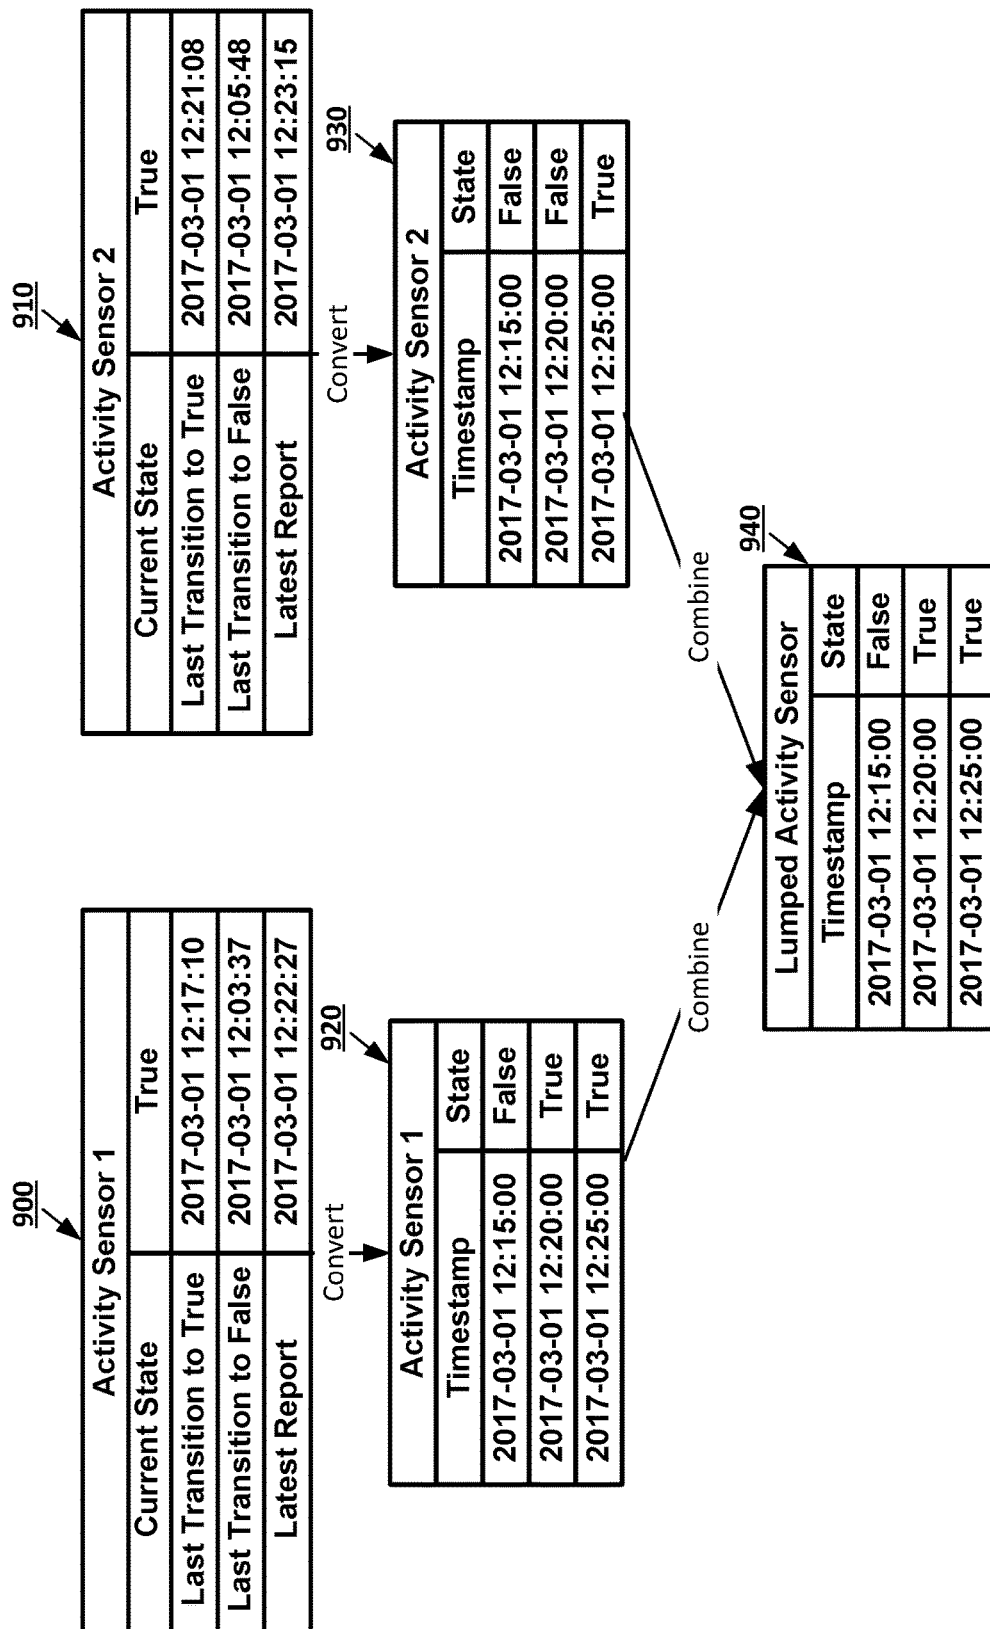 900
Activity Sensor 1
Current State True
Last Transition to True 2017-03-01 12:17:10
Last Transition to False 2017-03-01 12:03:37
Latest Report 2017-03-01 12:22:27
910
Activity Sensor 2
Current State True
Last Transition to True 2017-03-01 12:21:08
Last Transition to False 2017-03-01 12:05:48
Latest Report 2017-03-01 12:23:15
Convert
Convert
920
Activity Sensor 1
Timestamp State
2017-03-01 12:15:00 False
2017-03-01 12:20:00 True
2017-03-01 12:25:00 True
930
Activity Sensor 2
Timestamp State
2017-03-01 12:15:00 False
2017-03-01 12:20:00 False
2017-03-01 12:25:00 True
Combine
Combine
940
Lumped Activity Sensor
Timestamp State
2017-03-01 12:15:00 False
2017-03-01 12:20:00 True
2017-03-01 12:25:00 True